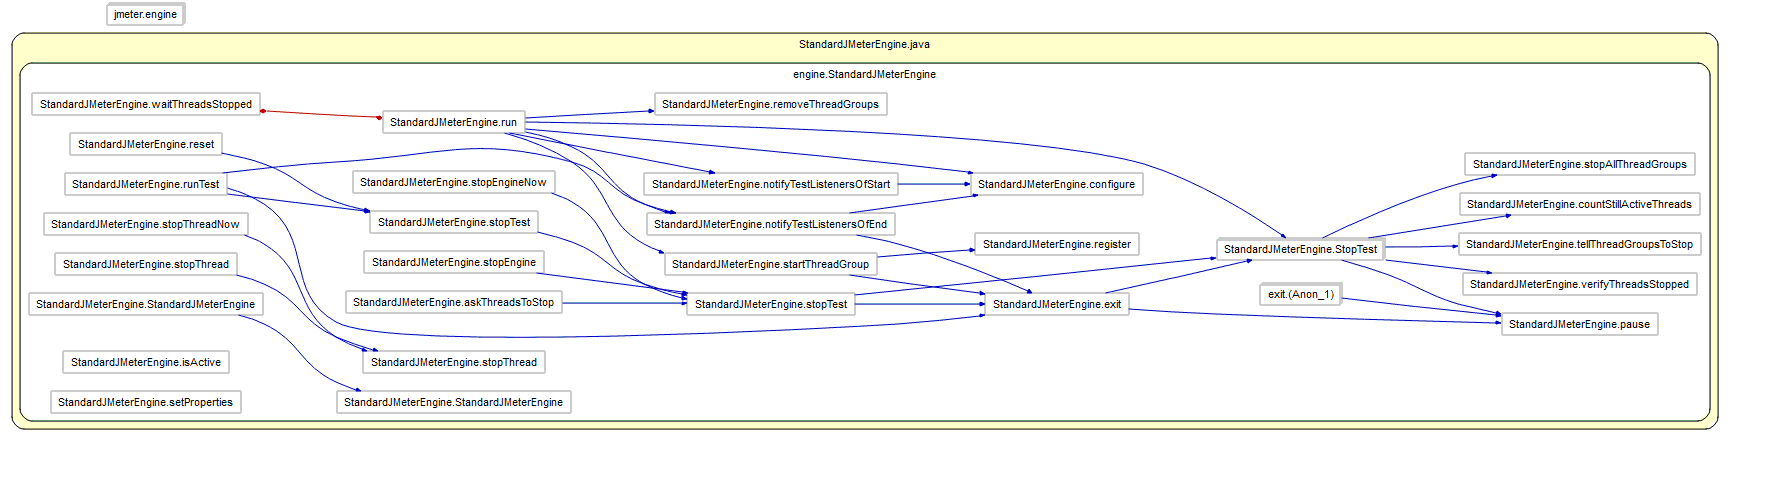 jmeter.engine
StandardJMeterEngine.java
engine.StandardJMeterEngine
StandardJMeterEngine.waitThreadsStopped
StandardJMeterEngine.removeThreadGroups
StandardJMeterEngine.run
StandardJMeterEngine.reset
StandardJMeterEngine.stopAllThreadGroups
StandardJMeterEngine.runTest
StandardJMeterEngine.stopEngineNow
StandardJMeterEngine.notifyTestListenersOfStart
StandardJMeterEngine.configure
StandardJMeterEngine.countStillActiveThreads
StandardJMeterEngine.stopThreadNow
StandardJMeterEngine.stopTest
StandardJMeterEngine.notifyTestListenersOfEnd
StandardJMeterEngine.register
StandardJMeterEngine.StopTest
StandardJMeterEngine.tellThreadGroupsToStop
StandardJMeterEngine.stopThread
StandardJMeterEngine.stopEngine
StandardJMeterEngine.startThreadGroup
StandardJMeterEngine.verifyThreadsStopped
StandardJMeterEngine.StandardJMeterEngine
StandardJMeterEngine.askThreadsToStop
StandardJMeterEngine.stopTest
StandardJMeterEngine.exit
exit.(Anon_1)
StandardJMeterEngine.pause
StandardJMeterEngine.isActive
StandardJMeterEngine.stopThread
StandardJMeterEngine.setProperties
StandardJMeterEngine.StandardJMeterEngine